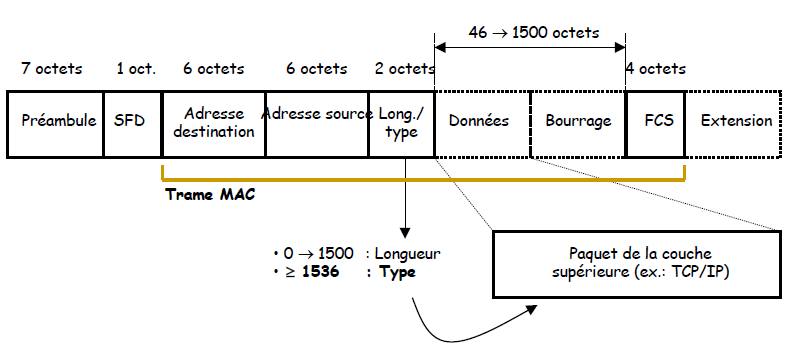 46 → 1500 octets
7 octets 1 oct. 6 octets 6 octets 2 octets 4 octets
Préambule SFD Adresse destination Adresse source Long./ type Données Bourrage FCS Extension
Trame MAC
• 0 → 1500 : Longueur
• ≥ 1536 : Type
Paquet de la couche
supérieure (ex.: TCP/IP)